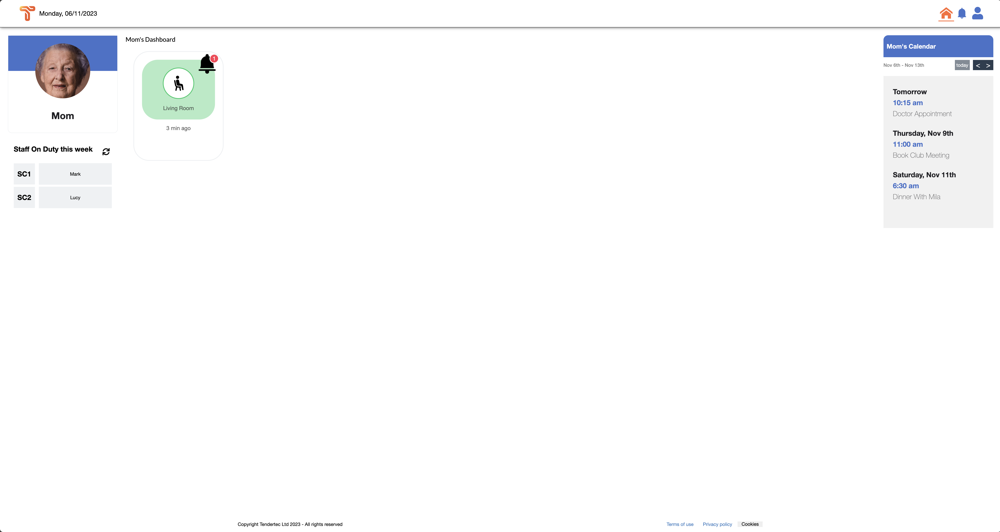 Monday, 06/11/2023
Mom
Staff On Duty this week
SC1 Mark
SC2 Lucy
Mom's Dashboard
1
Living Room
3 min ago
Mom's Calendar
Nov 6th - Nov 13th today < >
Tomorrow
10:15 am
Doctor Appointment
Thursday, Nov 9th
11:00 am
Book Club Meeting
Saturday, Nov 11th
6:30 am
Dinner With Mila
Copyright Tendertec Ltd 2023 - All rights reserved
Terms of use Privacy policy Cookies